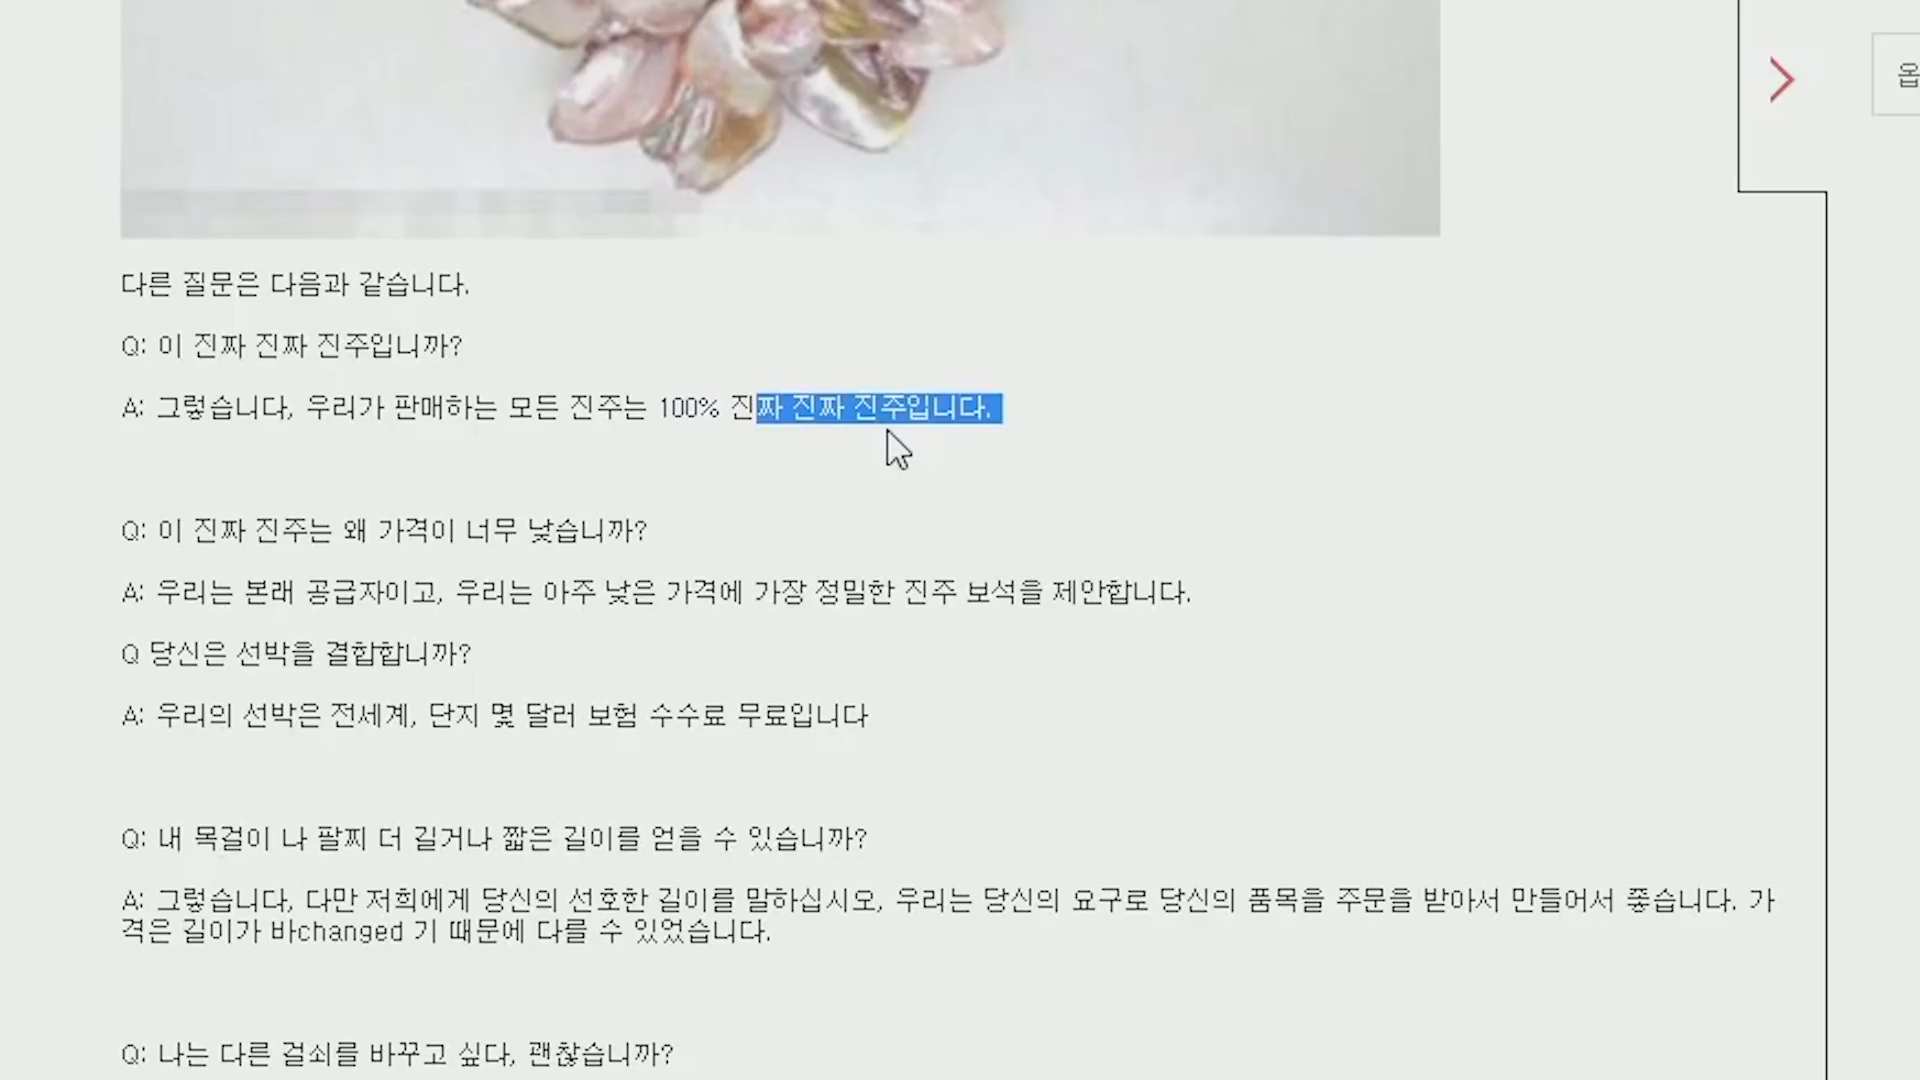 옵
다른 질문은 다음과 같습니다.
Q: 이 진짜 진짜 진주입니까?
A: 그렇습니다, 우리가 판매하는 모든 진주는 100% 진짜 진짜 진주입니다.
Q: 이 진짜 진주는 왜 가격이 너무 낮습니까?
A: 우리는 본래 공급자이고, 우리는 아주 낮은 가격에 가장 정밀한 진주 보석을 제안합니다.
Q 당신은 선박을 결합합니까?
A: 우리의 선박은 전세계, 단지 몇 달러 보험 수수료 무료입니다
Q: 내 목걸이 나 팔찌 더 길거나 짧은 길이를 얻을 수 있습니까?
A: 그렇습니다, 다만 저희에게 당신의 선호한 길이를 말하십시오, 우리는 당신의 요구로 당신의 품목을 주문을 받아서 만들어서 좋습니다. 가
격은 길이가 바changed 기 때문에 다를 수 있었습니다.
Q: 나는 다른 걸쇠를 바꾸고 싶다, 괜찮습니까?